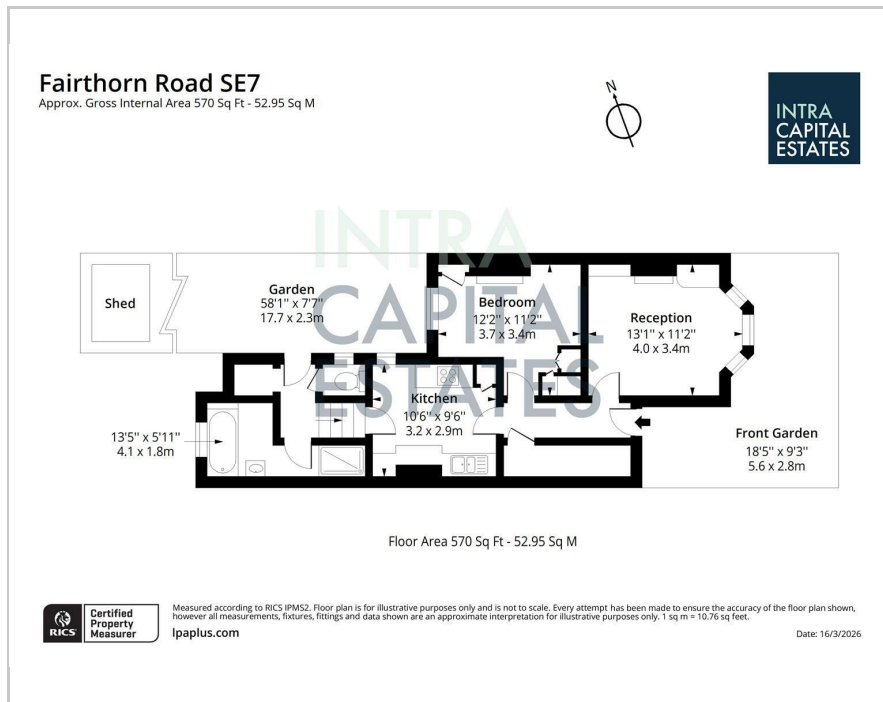 Fairthorn Road SE7
Approx. Gross Internal Area 570 Sq Ft - 52.95 Sq M
N
INTRA
CAPITAL
ESTATES
INTRA
CAPITAL
ESTATES
Shed
Garden
58'1'' x 7'7''
17.7 x 2.3m
Bedroom
12'2'' x 11'2''
3.7 x 3.4m
Reception
13'1'' x 11'2''
4.0 x 3.4m
Kitchen
10'6'' x 9'6''
3.2 x 2.9m
13'5'' x 5'11''
4.1 x 1.8m
Front Garden
18'5'' x 9'3''
5.6 x 2.8m
Floor Area 570 Sq Ft - 52.95 Sq M
RICS
Certified
Property
Measurer
Measured according to RICS IPMS2. Floor plan is for illustrative purposes only and is not to scale. Every attempt has been made to ensure the accuracy of the floor plan shown,
however all measurements, fixtures, fittings and data shown are an approximate interpretation for illustrative purposes only. 1 sq m = 10.76 sq feet.
lpaplus.com
Date: 16/3/2026